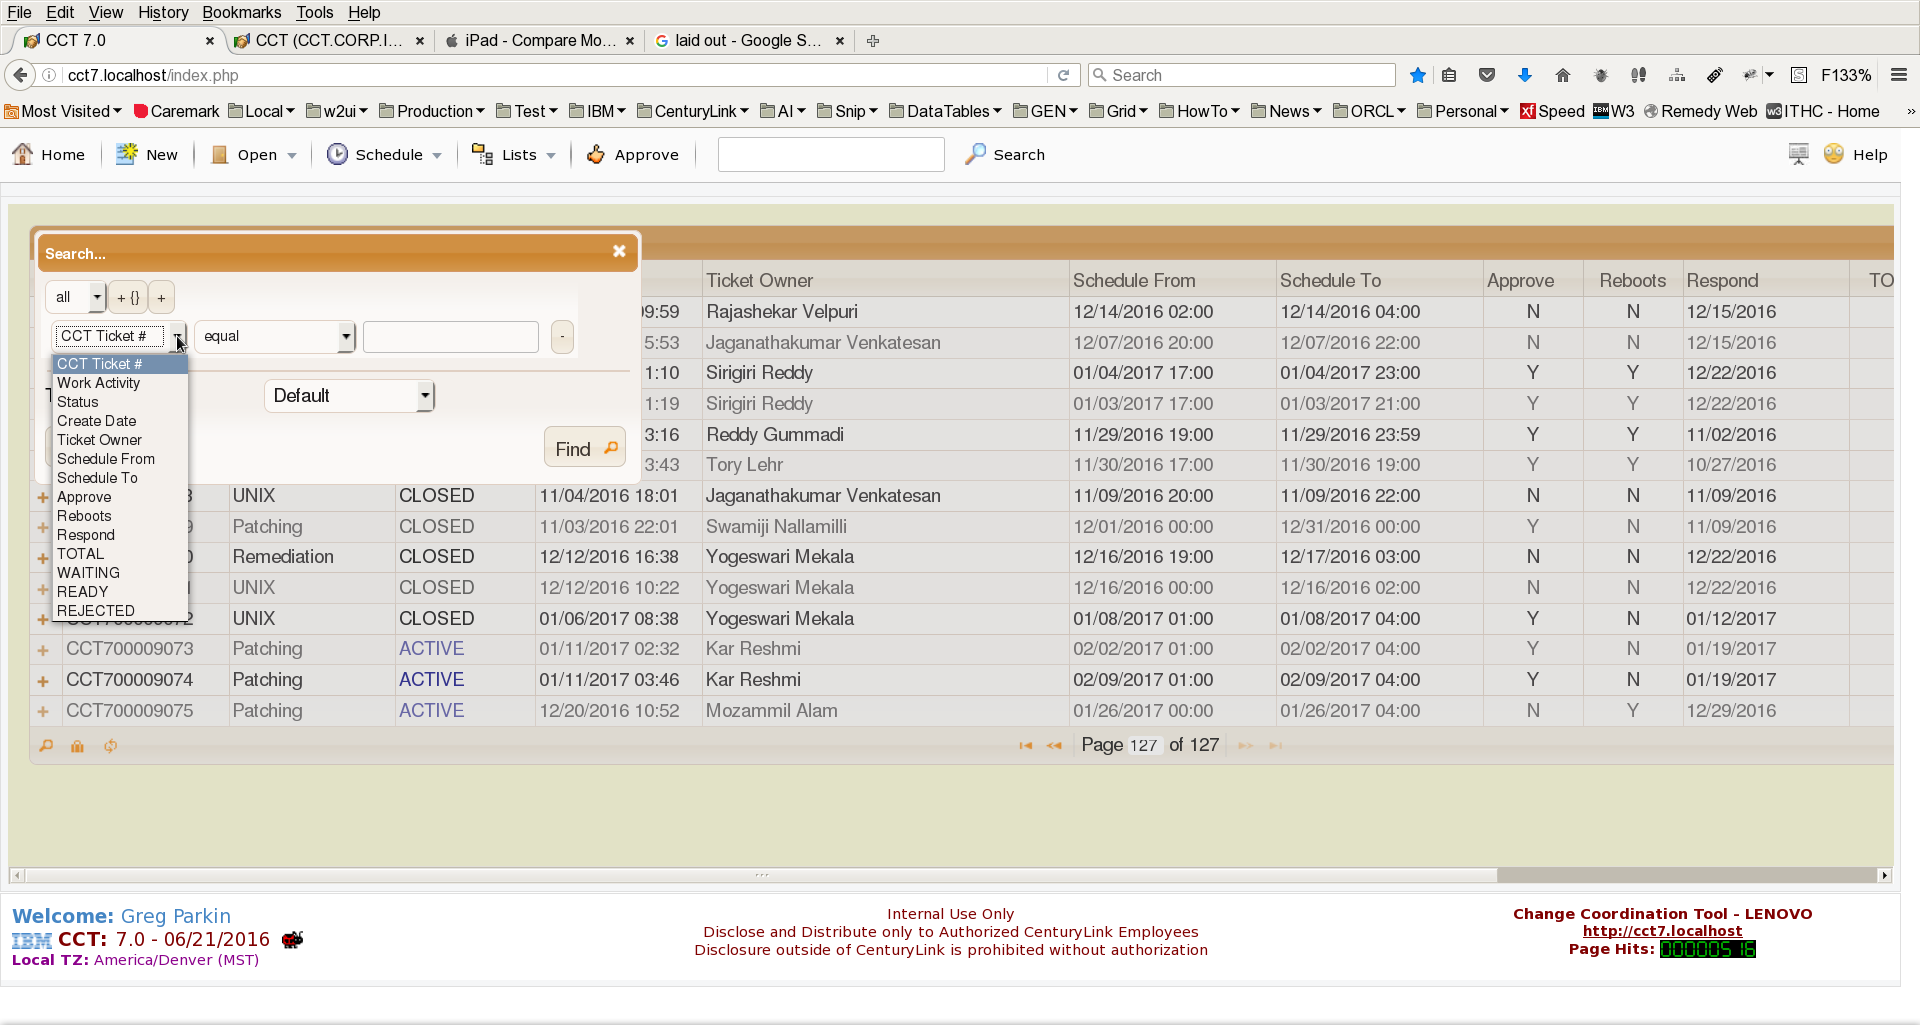 File Edit View History Bookmarks Tools Help
CCT 7.0 CCT (CCT.CORP.I... iPad - Compare Mo... laid out - Google S...
cct7.localhost/index.php Search F133%
Most Visited Caremark Local w2ui Production Test IBM CenturyLink AI Snip DataTables GEN Grid HowTo News ORCL Personal Speed W3 Remedy Web ITHC - Home »
Home New Open Schedule Lists Approve Search Help
Search...
all + {} +
CCT Ticket # equal -
CCT Ticket #
Work Activity
Status
Create Date
Ticket Owner
Schedule From
Schedule To
Approve
Reboots
Respond
TOTAL
WAITING
READY
REJECTED
Default
Find
Ticket Owner Schedule From Schedule To Approve Reboots Respond TO
09:59 Rajashekar Velpuri 12/14/2016 02:00 12/14/2016 04:00 N N 12/15/2016
5:53 Jaganathakumar Venkatesan 12/07/2016 20:00 12/07/2016 22:00 N N 12/15/2016
1:10 Sirigiri Reddy 01/04/2017 17:00 01/04/2017 23:00 Y Y 12/22/2016
1:19 Sirigiri Reddy 01/03/2017 17:00 01/03/2017 21:00 Y Y 12/22/2016
3:16 Reddy Gummadi 11/29/2016 19:00 11/29/2016 23:59 Y Y 11/02/2016
3:43 Tory Lehr 11/30/2016 17:00 11/30/2016 19:00 Y Y 10/27/2016
UNIX CLOSED 11/04/2016 18:01 Jaganathakumar Venkatesan 11/09/2016 20:00 11/09/2016 22:00 N N 11/09/2016
Patching CLOSED 11/03/2016 22:01 Swamiji Nallamilli 12/01/2016 00:00 12/31/2016 00:00 Y N 11/09/2016
Remediation CLOSED 12/12/2016 16:38 Yogeswari Mekala 12/16/2016 19:00 12/17/2016 03:00 N N 12/22/2016
UNIX CLOSED 12/12/2016 10:22 Yogeswari Mekala 12/16/2016 00:00 12/16/2016 02:00 N N 12/22/2016
UNIX CLOSED 01/06/2017 08:38 Yogeswari Mekala 01/08/2017 01:00 01/08/2017 04:00 Y N 01/12/2017
CCT700009073 Patching ACTIVE 01/11/2017 02:32 Kar Reshmi 02/02/2017 01:00 02/02/2017 04:00 Y N 01/19/2017
CCT700009074 Patching ACTIVE 01/11/2017 03:46 Kar Reshmi 02/09/2017 01:00 02/09/2017 04:00 Y N 01/19/2017
CCT700009075 Patching ACTIVE 12/20/2016 10:52 Mozammil Alam 01/26/2017 00:00 01/26/2017 04:00 N Y 12/29/2016
Page 127 of 127
Welcome: Greg Parkin
IBM CCT: 7.0 - 06/21/2016
Local TZ: America/Denver (MST)
Internal Use Only
Disclose and Distribute only to Authorized CenturyLink Employees
Disclosure outside of CenturyLink is prohibited without authorization
Change Coordination Tool - LENOVO
http://cct7.localhost
Page Hits: 00000516